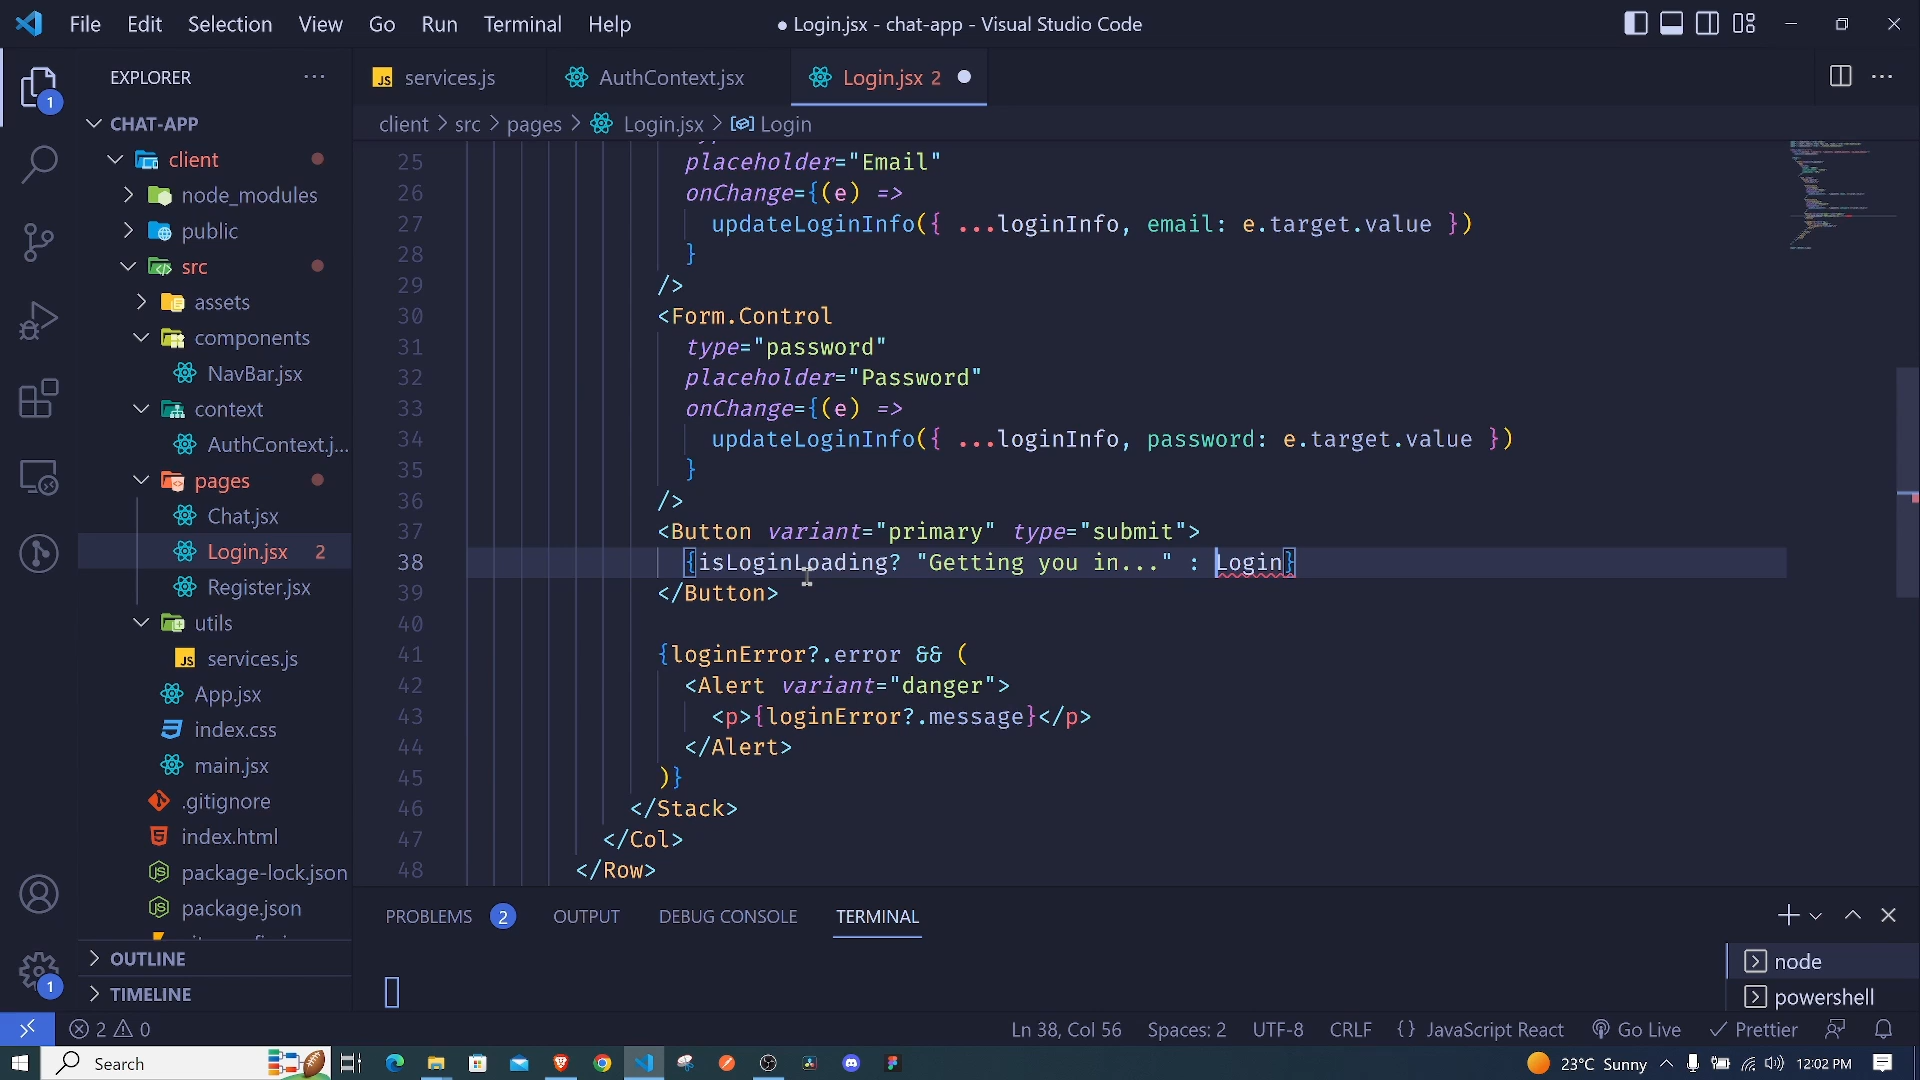 File Edit Selection View Go Run Terminal Help
● Login.jsx - chat-app - Visual Studio Code
EXPLORER
CHAT-APP
client
node_modules
public
src
assets
components
NavBar.jsx
context
AuthContext.j...
pages
Chat.jsx
Login.jsx 2
Register.jsx
utils
services.js
App.jsx
index.css
main.jsx
.gitignore
index.html
package-lock.json
package.json
OUTLINE
TIMELINE
1
1
services.js
AuthContext.jsx
Login.jsx 2
client > src > pages > Login.jsx > Login
25 placeholder="Email"
26 onChange={(e) =>
27 updateLoginInfo({ ...loginInfo, email: e.target.value })
28 }
29 />
30 <Form.Control
31 type="password"
32 placeholder="Password"
33 onChange={(e) =>
34 updateLoginInfo({ ...loginInfo, password: e.target.value })
35 }
36 />
37 <Button variant="primary" type="submit">
38 {isLoginLoading? "Getting you in..." : Login}
39 </Button>
40
41 {loginError?.error && (
42 <Alert variant="danger">
43 <p>{loginError?.message}</p>
44 </Alert>
45 )}
46 </Stack>
47 </Col>
48 </Row>
PROBLEMS 2 OUTPUT DEBUG CONSOLE TERMINAL
node
powershell
2 0
Ln 38, Col 56 Spaces: 2 UTF-8 CRLF {} JavaScript React Go Live Prettier
Search
23°C Sunny
12:02 PM